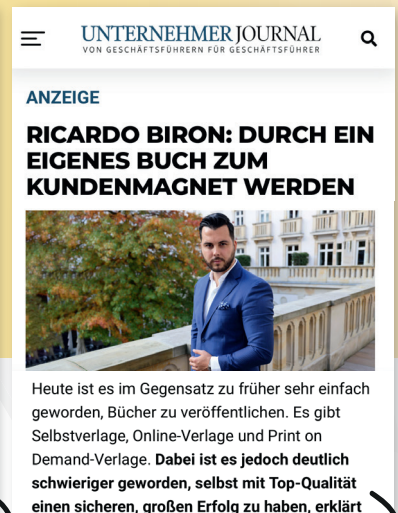 UNTERNEHMERJOURNAL
VON GESCHÄFTSFÜHRERN FÜR GESCHÄFTSFÜHRER
ANZEIGE
RICARDO BIRON: DURCH EIN
EIGENES BUCH ZUM
KUNDENMAGNET WERDEN
Heute ist es im Gegensatz zu früher sehr einfach
geworden, Bücher zu veröffentlichen. Es gibt
Selbstverlage, Online-Verlage und Print on
Demand-Verlage. Dabei ist es jedoch deutlich
schwieriger geworden, selbst mit Top-Qualität
einen sicheren, großen Erfolg zu haben, erklärt